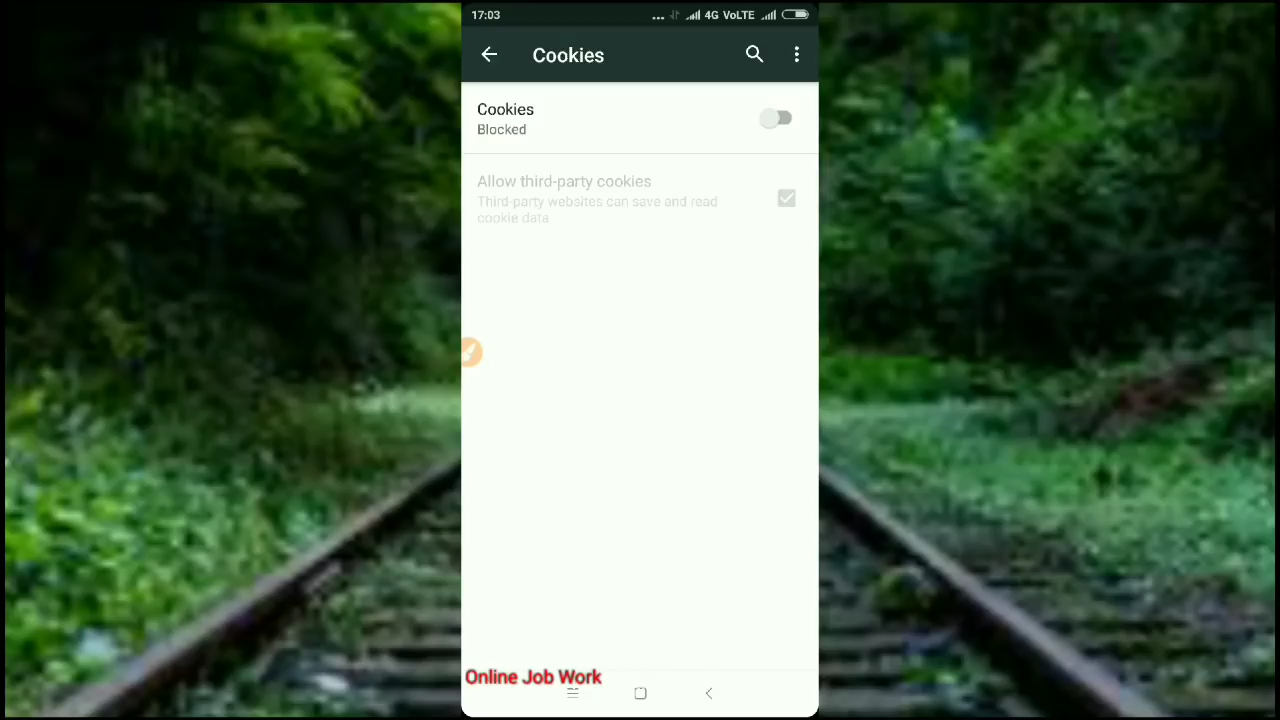 17:03 ... 4G VoLTE
Cookies
Cookies
Blocked
Allow third-party cookies
Third-party websites can save and read
cookie data
Online Job Work